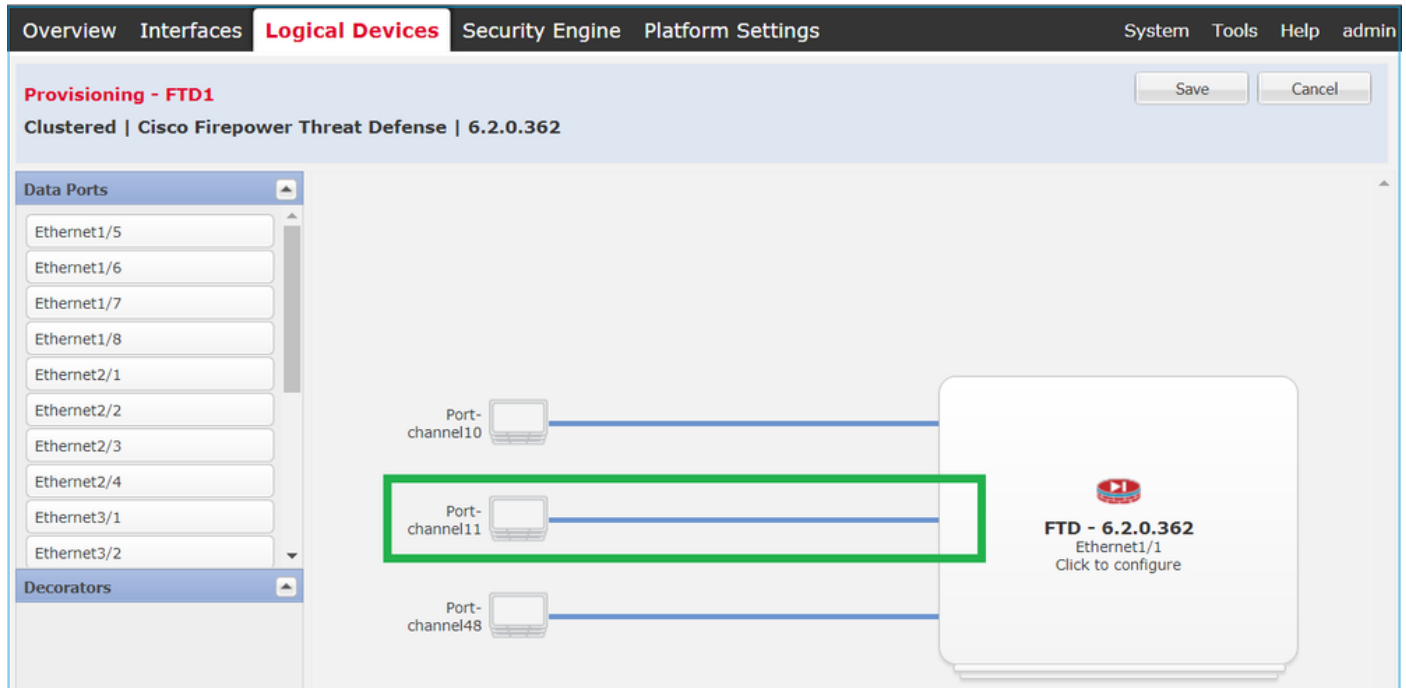 Overview Interfaces Logical Devices Security Engine Platform Settings System Tools Help admin
Provisioning - FTD1
Save Cancel
Clustered | Cisco Firepower Threat Defense | 6.2.0.362
Data Ports
Ethernet1/5
Ethernet1/6
Ethernet1/7
Ethernet1/8
Ethernet2/1
Ethernet2/2
Ethernet2/3
Ethernet2/4
Ethernet3/1
Ethernet3/2
Decorators
Port-
channel10
Port-
channel11
Port-
channel48
FTD - 6.2.0.362
Ethernet1/1
Click to configure